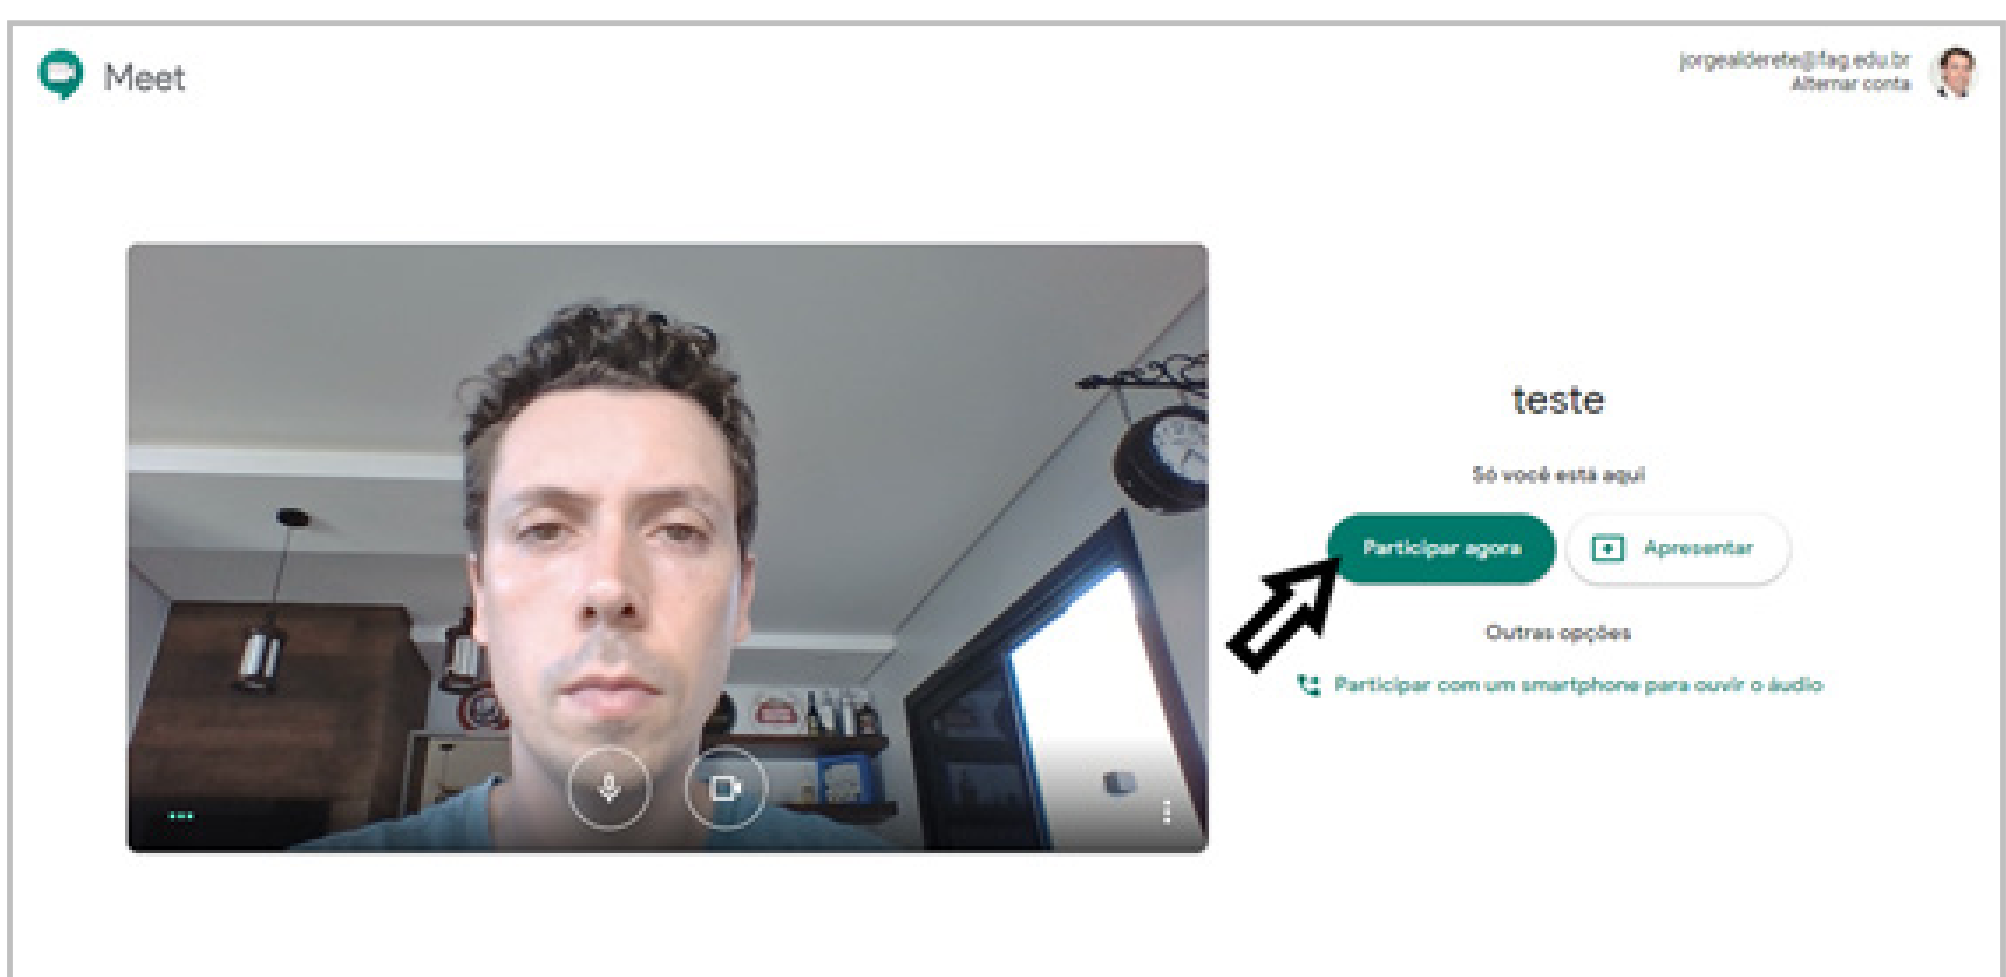 Meet
jorgealderete@fag.edu.br
Alternar conta
teste
Só você está aqui
Participar agora
Apresentar
Outras opções
Participar com um smartphone para ouvir o áudio